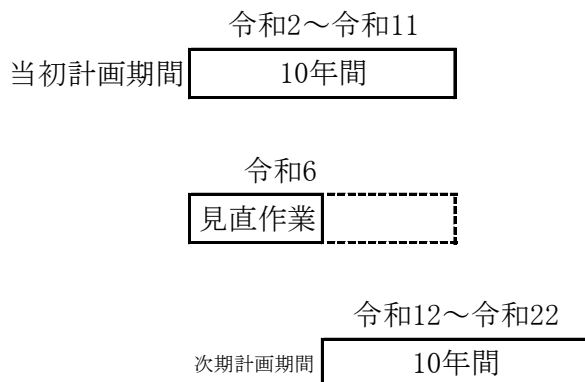 令和2～令和11
当初計画期間 10年間
令和6
見直作業
令和12～令和22
次期計画期間 10年間